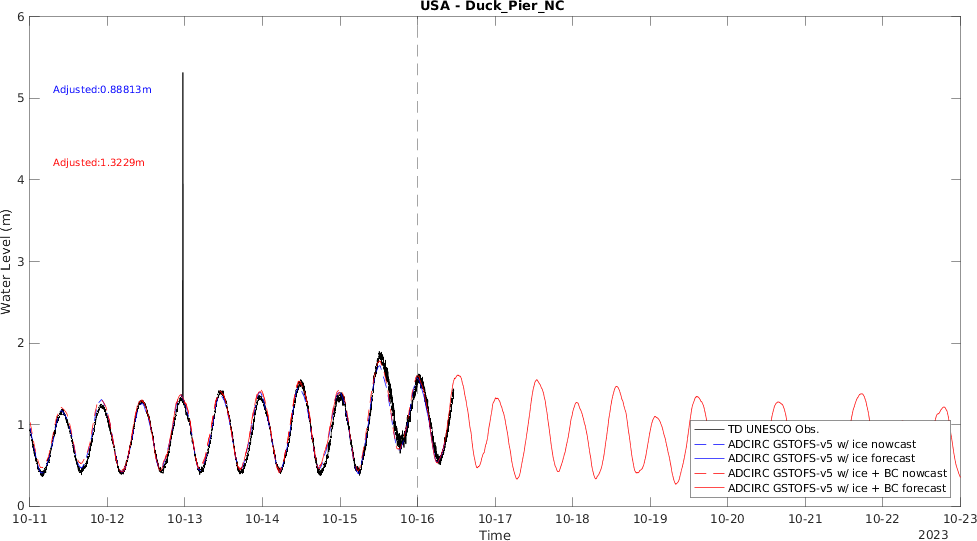 USA - Duck_Pier_NC
6
5
4
3
2
1
0
Water Level (m)
Adjusted:0.88813m
Adjusted:1.3229m
TD UNESCO Obs.
ADCIRC GSTOFS-v5 w/ ice nowcast
ADCIRC GSTOFS-v5 w/ ice forecast
ADCIRC GSTOFS-v5 w/ ice + BC nowcast
ADCIRC GSTOFS-v5 w/ ice + BC forecast
10-11 10-12 10-13 10-14 10-15 10-16 10-17 10-18 10-19 10-20 10-21 10-22 10-23
Time
2023